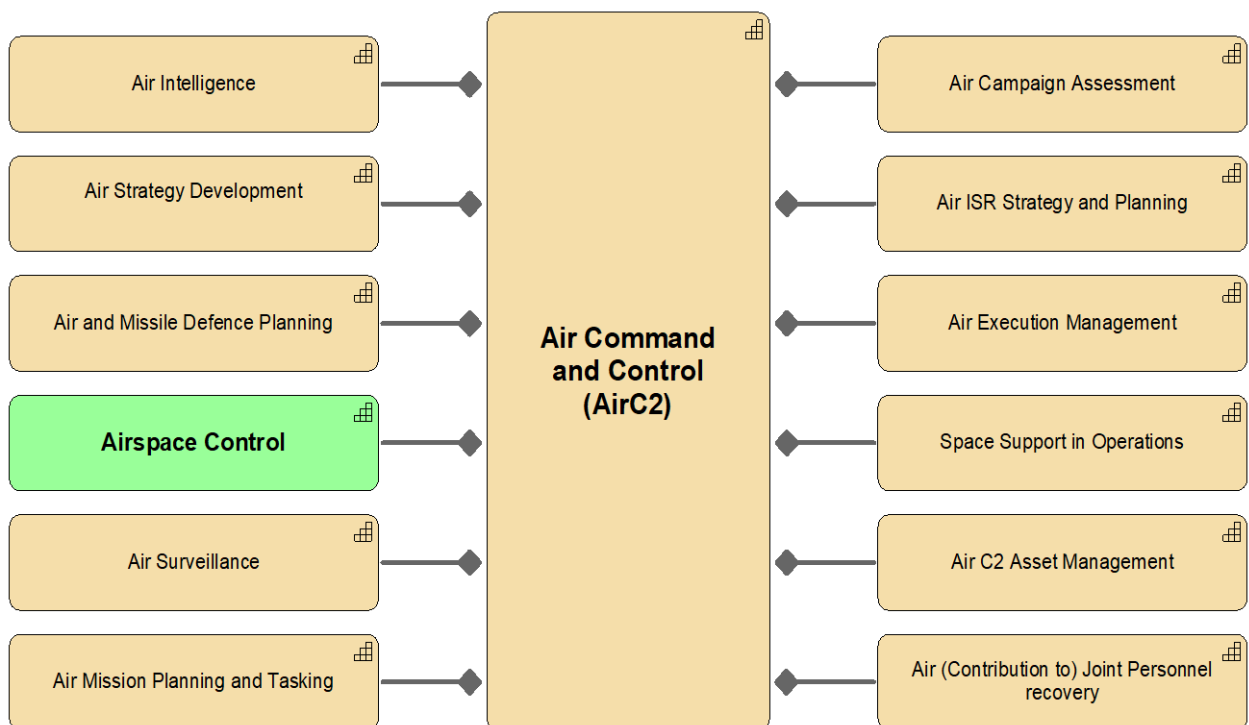 Air Intelligence
Air Strategy Development
Air and Missile Defence Planning
Airspace Control
Air Surveillance
Air Mission Planning and Tasking
Air Command
and Control
(AirC2)
Air Campaign Assessment
Air ISR Strategy and Planning
Air Execution Management
Space Support in Operations
Air C2 Asset Management
Air (Contribution to) Joint Personnel
recovery